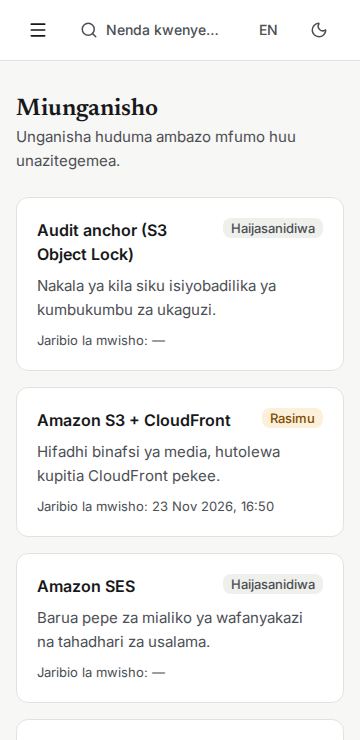 Nenda kwenye...
EN
Miunganisho
Unganisha huduma ambazo mfumo huu
unazitegemea.
Audit anchor (S3
Object Lock)
Haijasanidiwa
Nakala ya kila siku isiyobadilika ya
kumbukumbu za ukaguzi.
Jaribio la mwisho: —
Amazon S3 + CloudFront
Rasimu
Hifadhi binafsi ya media, hutolewa
kupitia CloudFront pekee.
Jaribio la mwisho: 23 Nov 2026, 16:50
Amazon SES
Haijasanidiwa
Barua pepe za mialiko ya wafanyakazi
na tahadhari za usalama.
Jaribio la mwisho: —